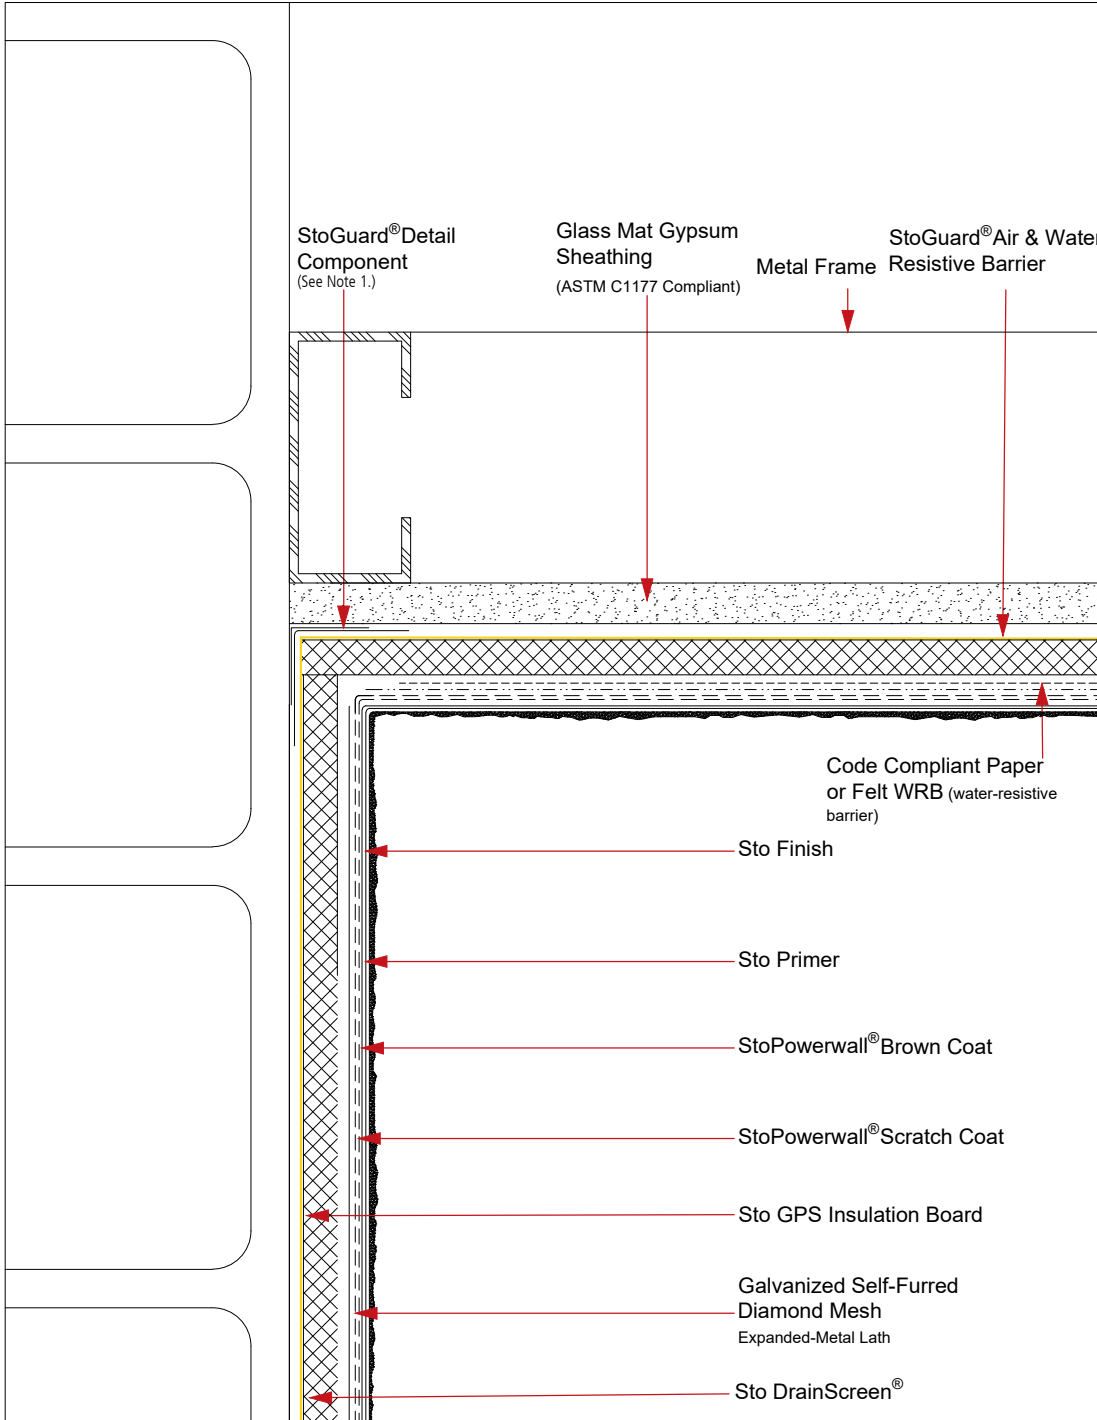 StoGuard® Detail
Component
(See Note 1.)
Glass Mat Gypsum
Sheathing
(ASTM C1177 Compliant)
Metal Frame
StoGuard® Air & Water
Resistive Barrier
Code Compliant Paper
or Felt WRB (water-resistive
barrier)
Sto Finish
Sto Primer
StoPowerwall® Brown Coat
StoPowerwall® Scratch Coat
Sto GPS Insulation Board
Galvanized Self-Furred
Diamond Mesh
Expanded-Metal Lath
Sto DrainScreen®